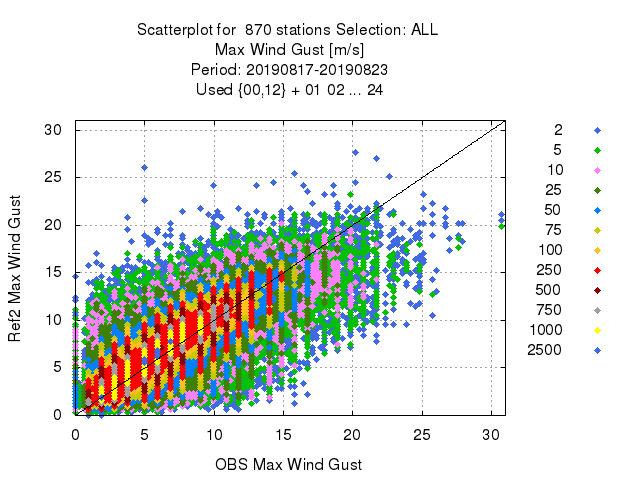 Scatterplot for 870 stations Selection: ALL
Max Wind Gust [m/s]
Period: 20190817-20190823
Used {00,12} + 01 02 ... 24
Ref2 Max Wind Gust
30
25
20
15
10
5
0
0 5 10 15 20 25 30
OBS Max Wind Gust
2
5
10
25
50
75
100
250
500
750
1000
2500